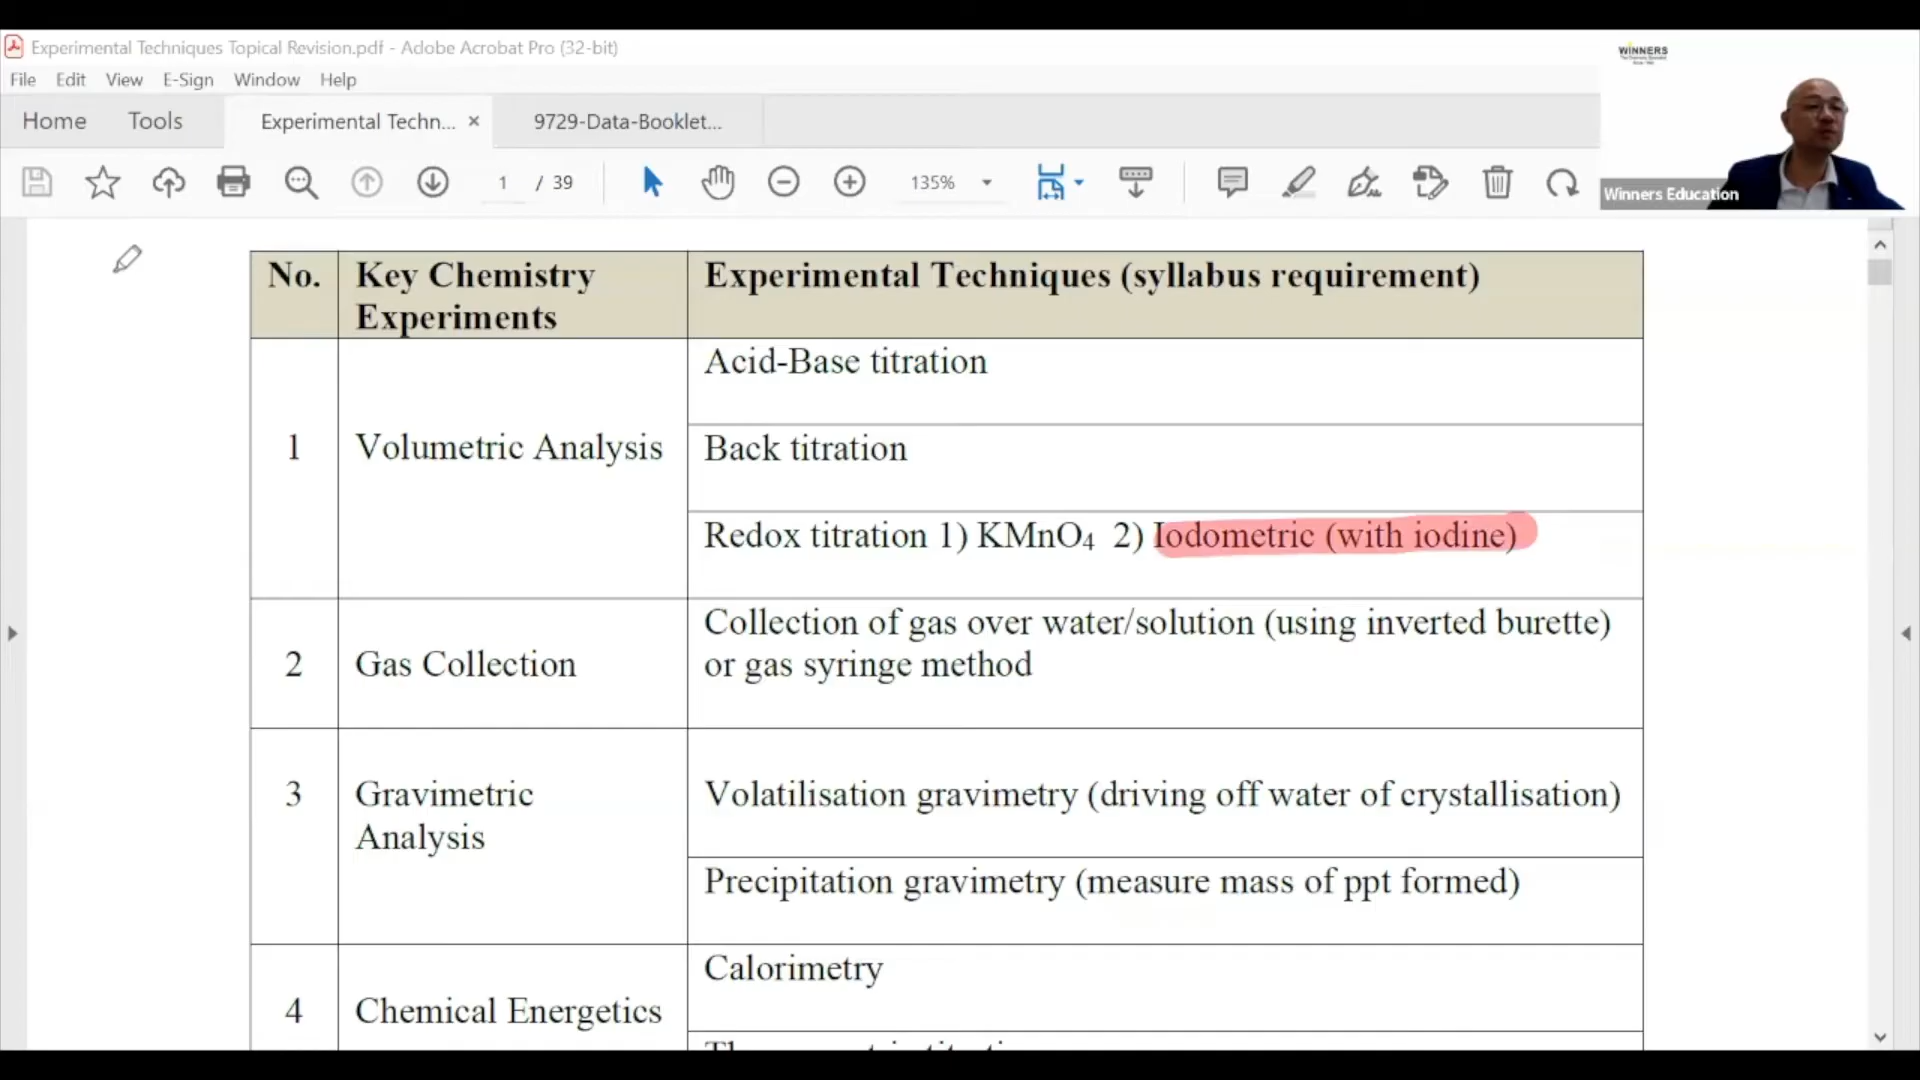 Experimental Techniques Topical Revision.pdf - Adobe Acrobat Pro (32-bit)
WINNERS
File Edit View E-Sign Window Help
Home Tools Experimental Techn... × 9729-Data-Booklet...
1 / 39 135%
Winners Education
No. Key Chemistry Experimental Techniques (syllabus requirement)
Experiments
Acid-Base titration
1 Volumetric Analysis Back titration
Redox titration 1) KMnO₄ 2) Iodometric (with iodine)
Collection of gas over water/solution (using inverted burette)
2 Gas Collection or gas syringe method
3 Gravimetric Volatilisation gravimetry (driving off water of crystallisation)
Analysis
Precipitation gravimetry (measure mass of ppt formed)
Calorimetry
4 Chemical Energetics